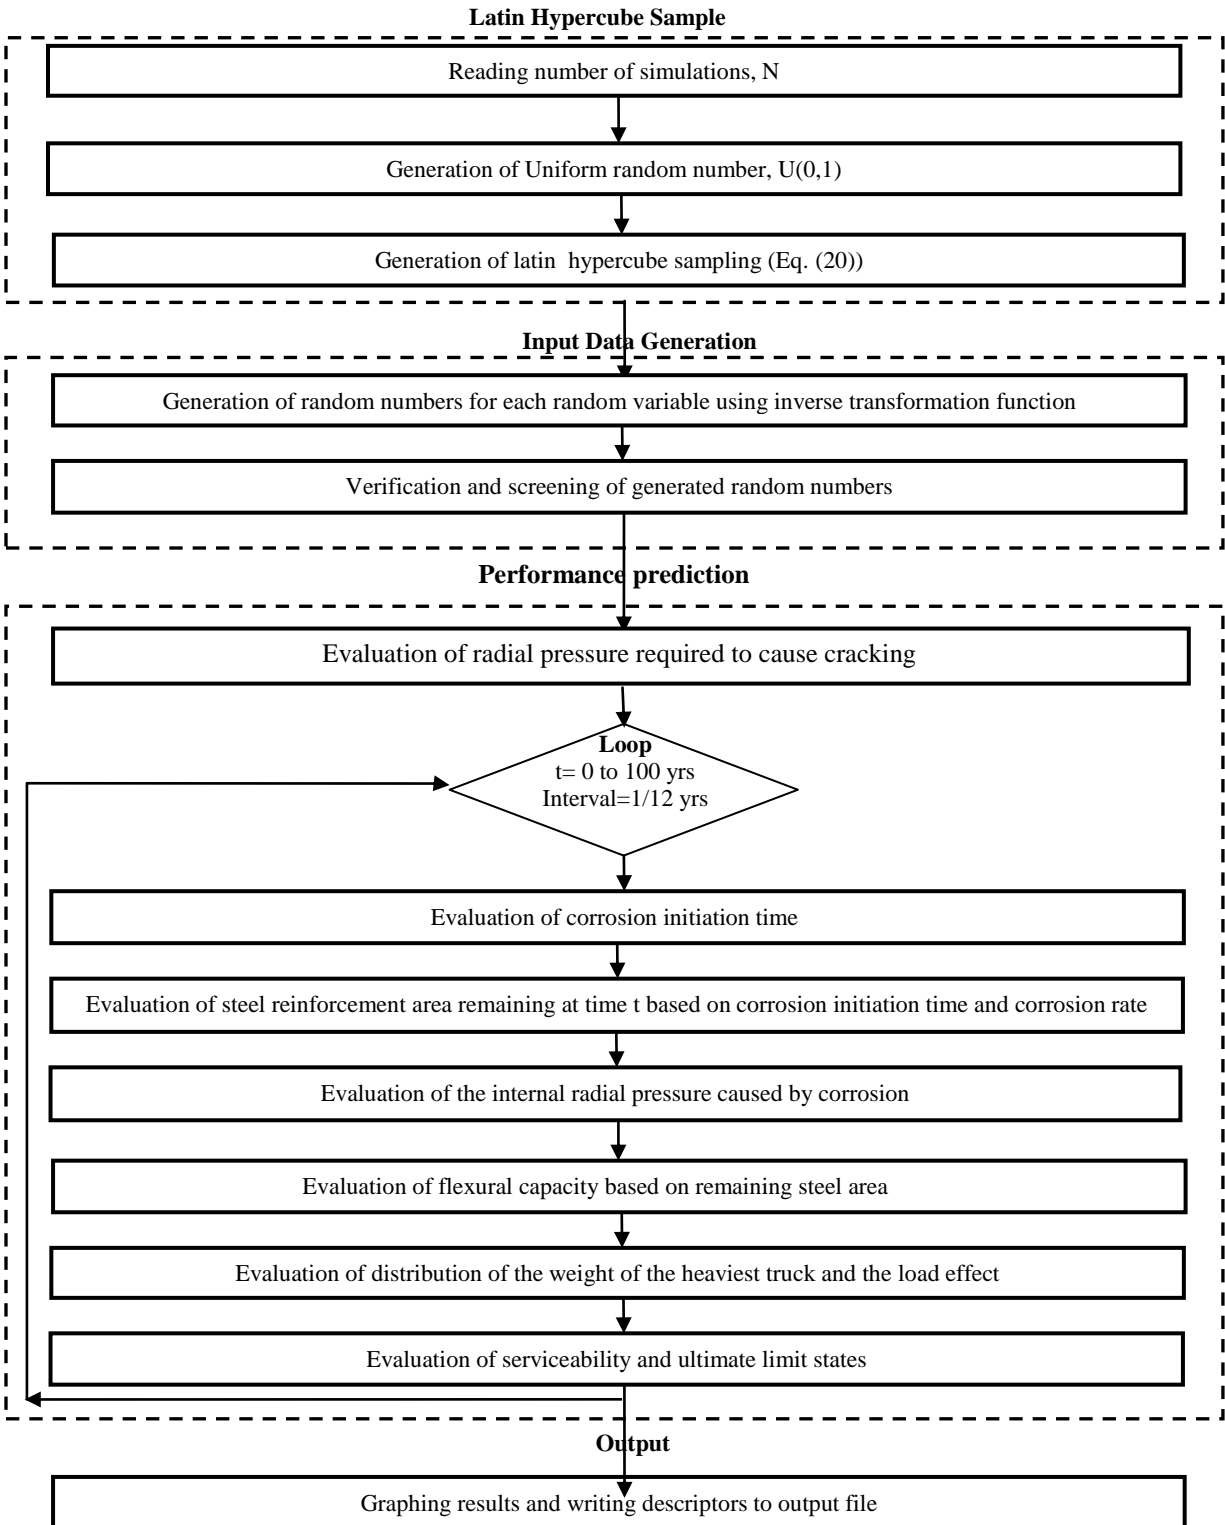 Latin Hypercube Sample
Reading number of simulations, N
Generation of Uniform random number, U(0,1)
Generation of latin  hypercube sampling (Eq. (20))
Input Data Generation
Generation of random numbers for each random variable using inverse transformation function
Verification and screening of generated random numbers
Performance prediction
Evaluation of radial pressure required to cause cracking
Loop
t= 0 to 100 yrs
Interval=1/12 yrs
Evaluation of corrosion initiation time
Evaluation of steel reinforcement area remaining at time t based on corrosion initiation time and corrosion rate
Evaluation of the internal radial pressure caused by corrosion
Evaluation of flexural capacity based on remaining steel area
Evaluation of distribution of the weight of the heaviest truck and the load effect
Evaluation of serviceability and ultimate limit states
Output
Graphing results and writing descriptors to output file